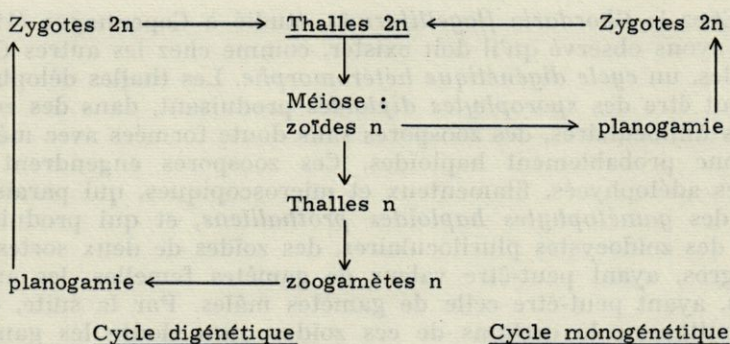 Zygotes 2n Thalles 2n Zygotes 2n
Méiose :
zoïdes n planogamie
Thalles n
planogamie zoogamètes n
Cycle digénétique Cycle monogénétique